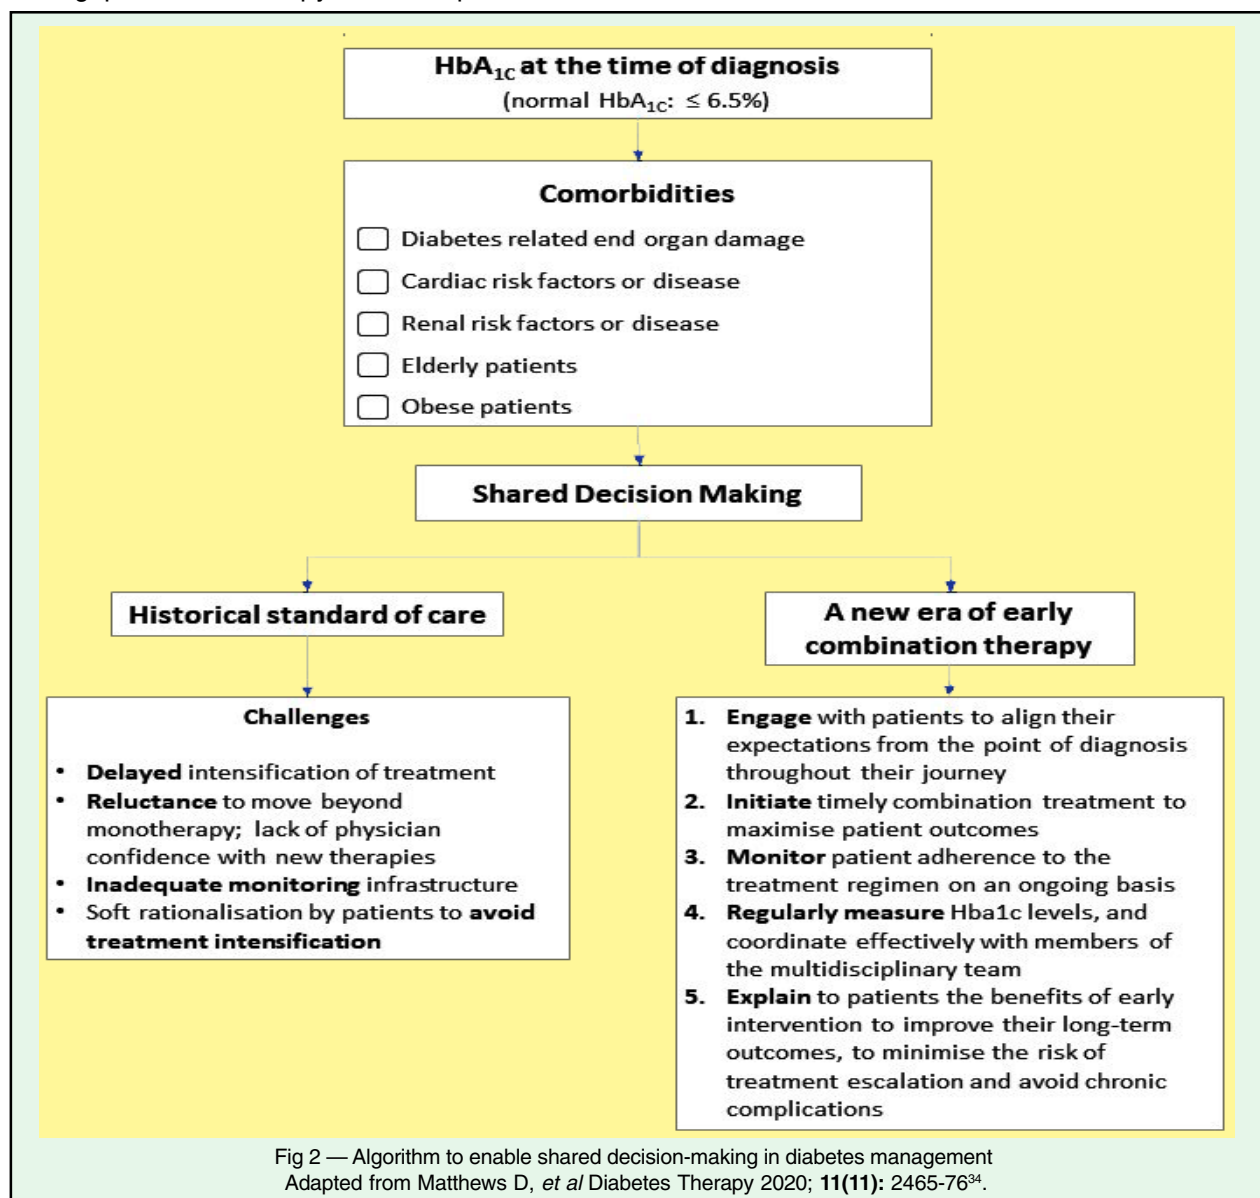 HbA1C at the time of diagnosis
(normal HbA1C: ≤ 6.5%)
Comorbidities
Diabetes related end organ damage
Cardiac risk factors or disease
Renal risk factors or disease
Elderly patients
Obese patients
Shared Decision Making
Historical standard of care
A new era of early
combination therapy
Challenges
• Delayed intensification of treatment
• Reluctance to move beyond
monotherapy; lack of physician
confidence with new therapies
• Inadequate monitoring infrastructure
• Soft rationalisation by patients to avoid
treatment intensification
1. Engage with patients to align their
expectations from the point of diagnosis
throughout their journey
2. Initiate timely combination treatment to
maximise patient outcomes
3. Monitor patient adherence to the
treatment regimen on an ongoing basis
4. Regularly measure Hba1c levels, and
coordinate effectively with members of
the multidisciplinary team
5. Explain to patients the benefits of early
intervention to improve their long-term
outcomes, to minimise the risk of
treatment escalation and avoid chronic
complications
Fig 2 — Algorithm to enable shared decision-making in diabetes management
Adapted from Matthews D, et al Diabetes Therapy 2020; 11(11): 2465-76³⁴.